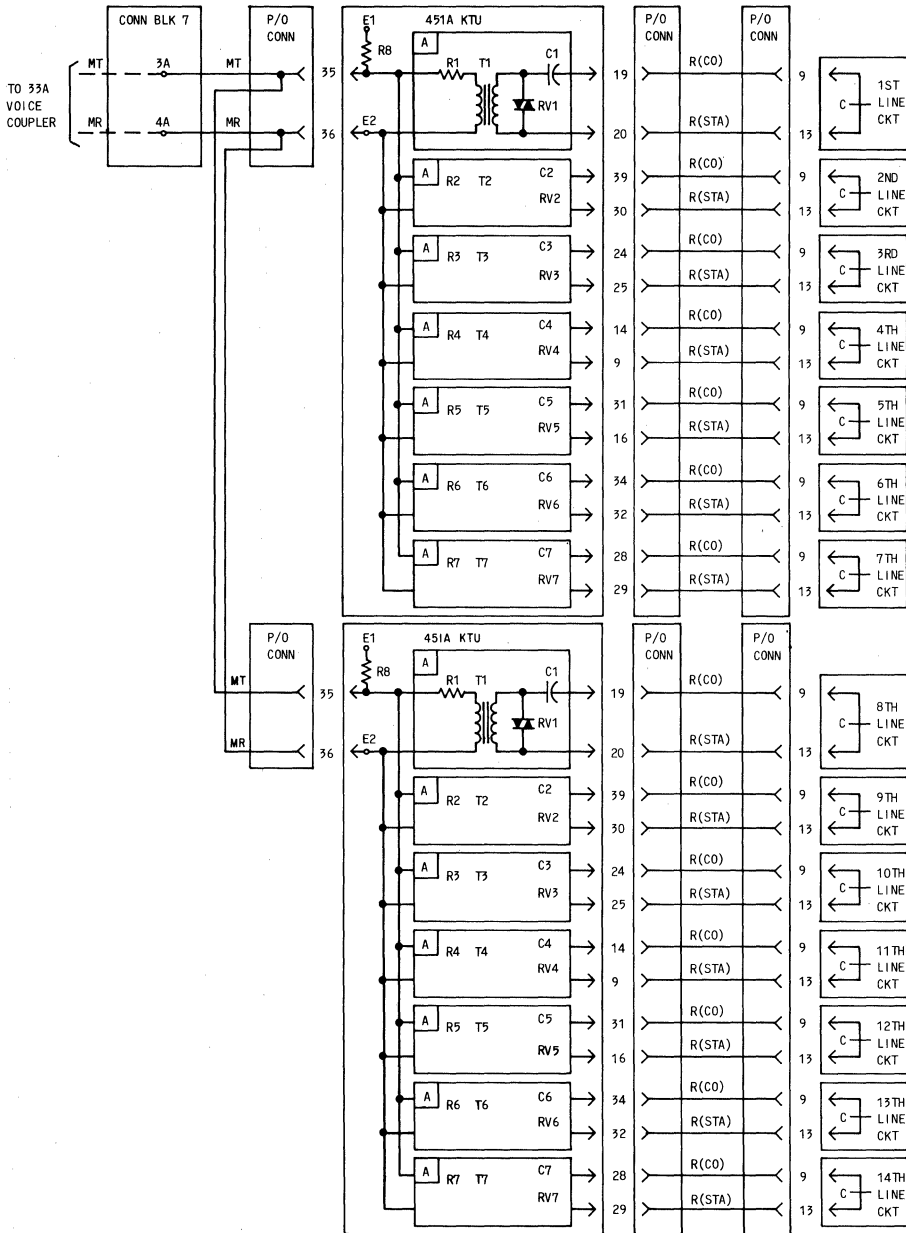 CONN BLK 7
P/O CONN
451A KTU
P/O CONN
P/O CONN
E1
R8
A
R1 T1
C1
RV1
TO 33A VOICE COUPLER
MT 3A MT 35
MR 4A MR 36
E2
19 R(CO) 9
20 R(STA) 13
C
1ST LINE CKT
A R2 T2 C2 RV2
39 R(CO) 9
30 R(STA) 13
C
2ND LINE CKT
A R3 T3 C3 RV3
24 R(CO) 9
25 R(STA) 13
C
3RD LINE CKT
A R4 T4 C4 RV4
14 R(CO) 9
9 R(STA) 13
C
4TH LINE CKT
A R5 T5 C5 RV5
31 R(CO) 9
16 R(STA) 13
C
5TH LINE CKT
A R6 T6 C6 RV6
34 R(CO) 9
32 R(STA) 13
C
6TH LINE CKT
A R7 T7 C7 RV7
28 R(CO) 9
29 R(STA) 13
C
7TH LINE CKT
P/O CONN
451A KTU
P/O CONN
P/O CONN
E1
R8
A
R1 T1
C1
RV1
MT 35
MR 36
E2
19 R(CO) 9
20 R(STA) 13
C
8TH LINE CKT
A R2 T2 C2 RV2
39 R(CO) 9
30 R(STA) 13
C
9TH LINE CKT
A R3 T3 C3 RV3
24 R(CO) 9
25 R(STA) 13
C
10TH LINE CKT
A R4 T4 C4 RV4
14 R(CO) 9
9 R(STA) 13
C
11TH LINE CKT
A R5 T5 C5 RV5
31 R(CO) 9
16 R(STA) 13
C
12TH LINE CKT
A R6 T6 C6 RV6
34 R(CO) 9
32 R(STA) 13
C
13TH LINE CKT
A R7 T7 C7 RV7
28 R(CO) 9
29 R(STA) 13
C
14TH LINE CKT